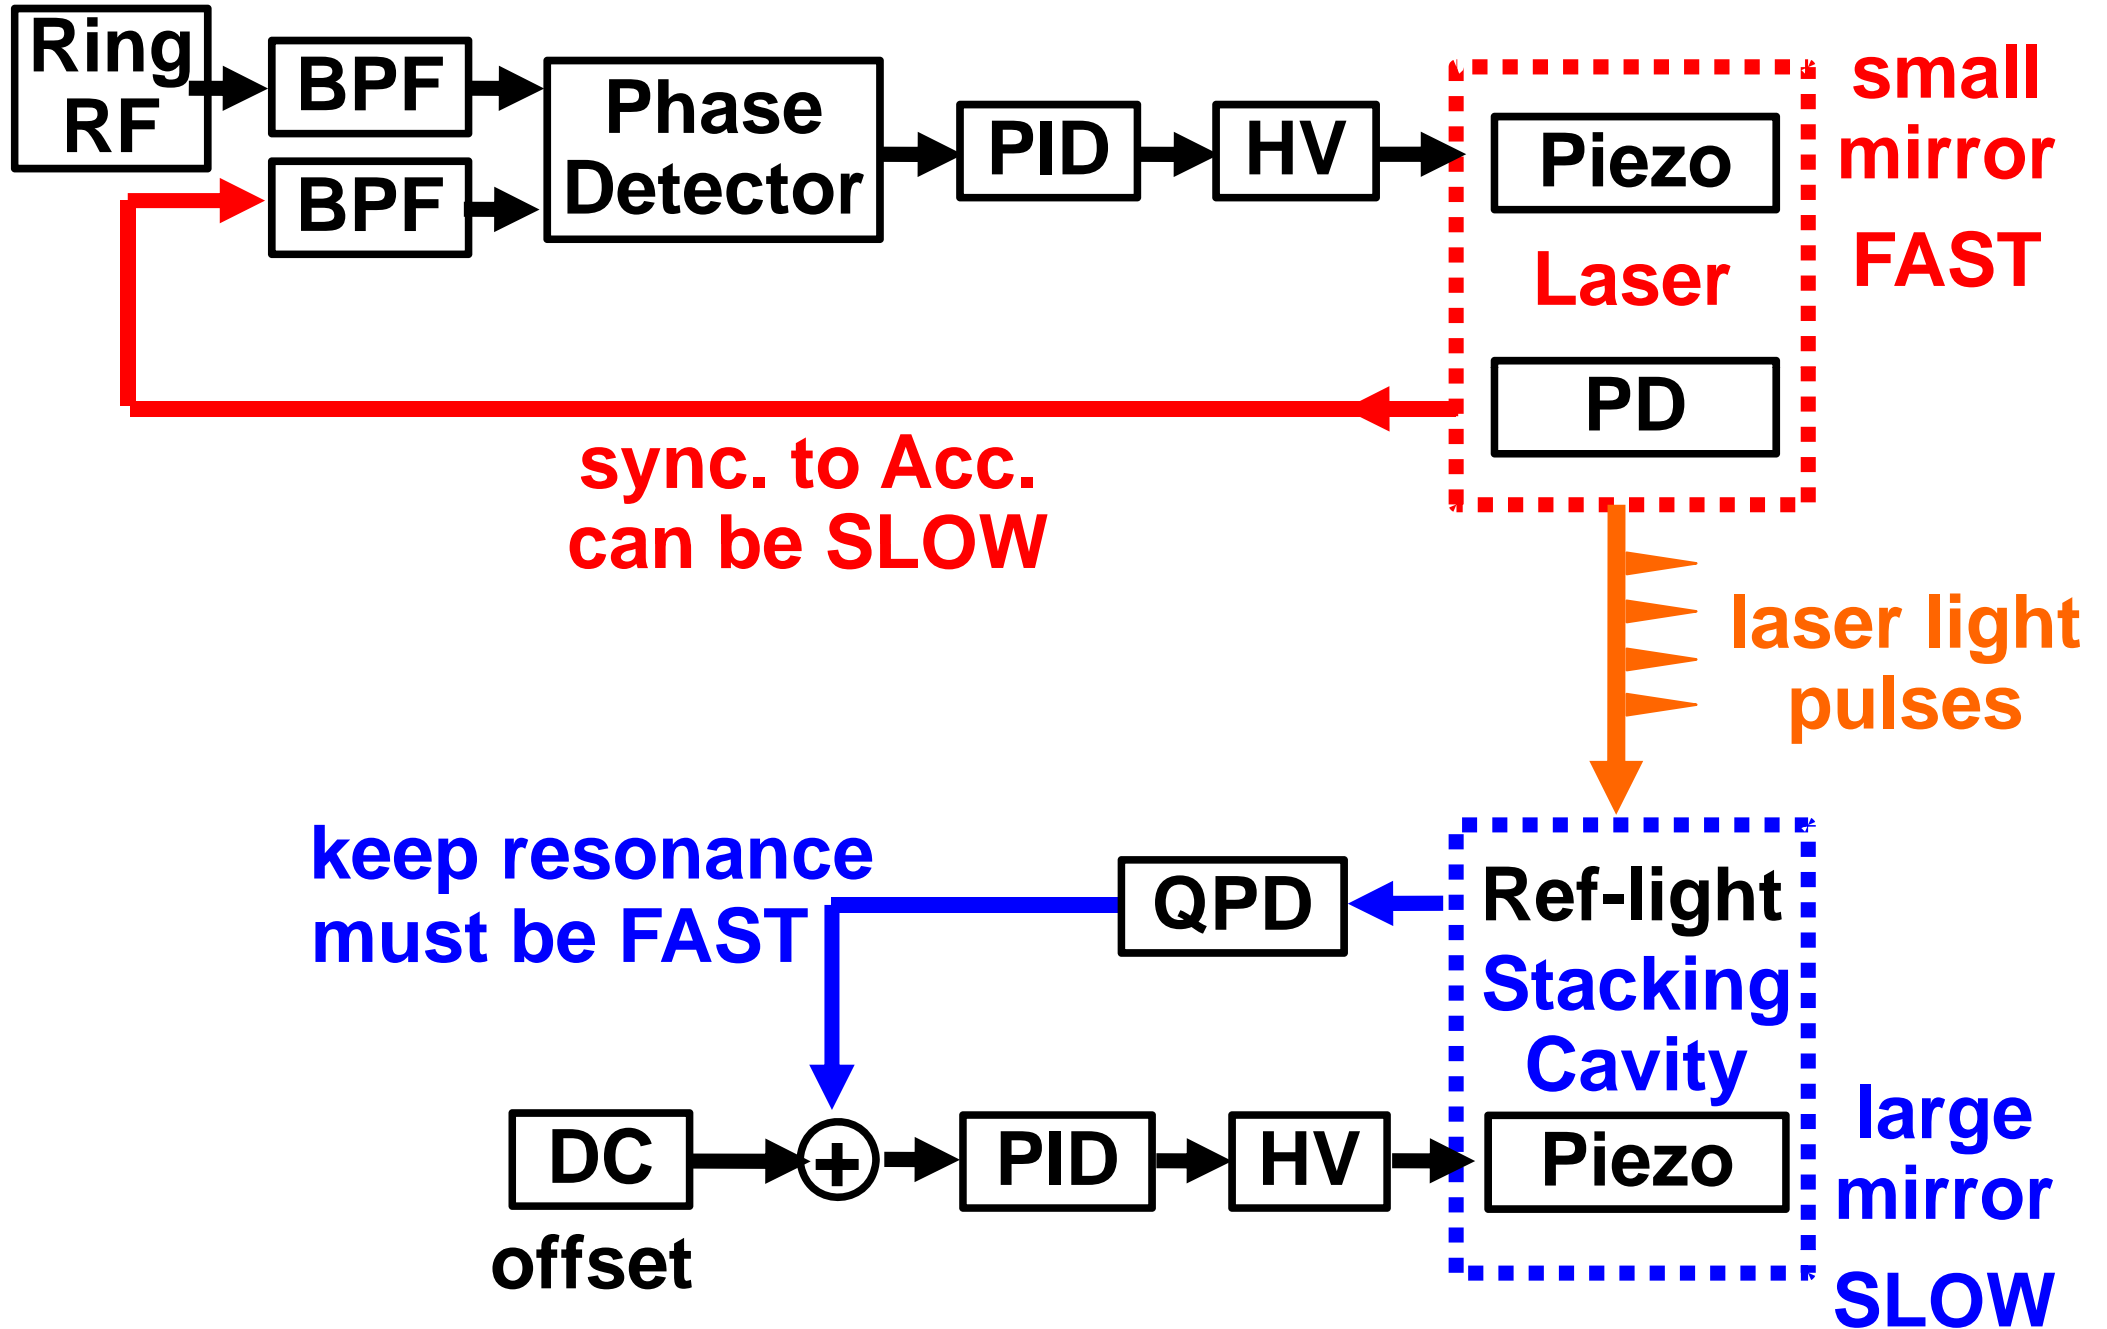 Ring
RF
BPF
BPF
Phase
Detector
PID
HV
Piezo
Laser
PD
small
mirror
FAST
sync. to Acc.
can be SLOW
laser light
pulses
keep resonance
must be FAST
QPD
Ref-light
Stacking
Cavity
DC
offset
+
PID
HV
Piezo
large
mirror
SLOW